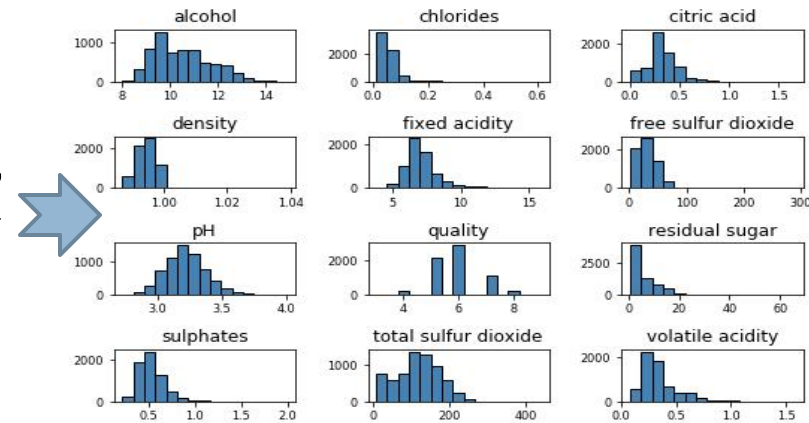 alcohol chlorides citric acid
1000 2000 2000
0 0 0
8 10 12 14 0.0 0.2 0.4 0.6 0.0 0.5 1.0 1.5
density fixed acidity free sulfur dioxide
2000 2000 2000
0 0 0
1.00 1.02 1.04 5 10 15 0 100 200 300
pH quality residual sugar
1000 2000 2500
0 0 0
3.0 3.5 4.0 4 6 8 0 20 40 60
sulphates total sulfur dioxide volatile acidity
2000 1000 2000
0 0 0
0.5 1.0 1.5 2.0 0 200 400 0.0 0.5 1.0 1.5